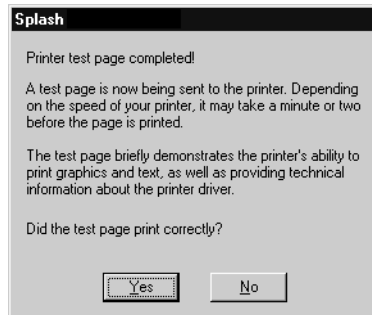 Splash
Printer test page completed!
A test page is now being sent to the printer. Depending
on the speed of your printer, it may take a minute or two
before the page is printed.
The test page briefly demonstrates the printer's ability to
print graphics and text, as well as providing technical
information about the printer driver.
Did the test page print correctly?
Yes No